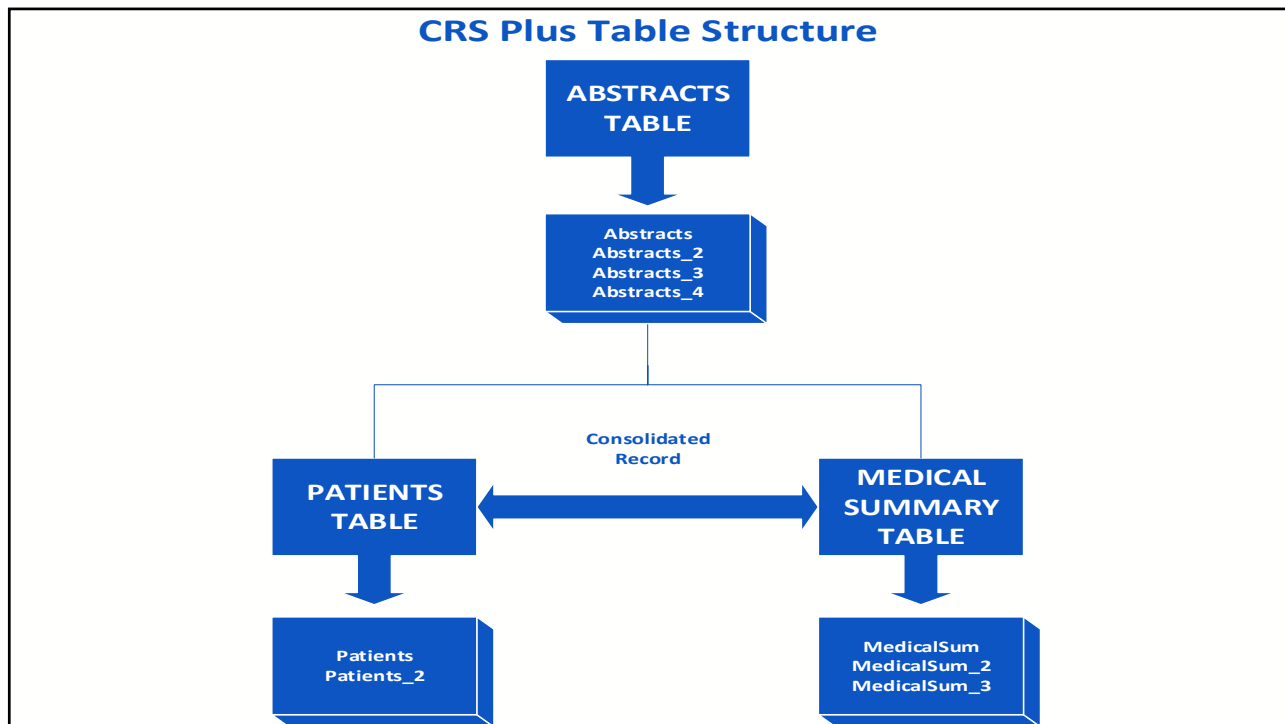 CRS Plus Table Structure
ABSTRACTS
TABLE
Abstracts
Abstracts_2
Abstracts_3
Abstracts_4
Consolidated
Record
PATIENTS
TABLE
MEDICAL
SUMMARY
TABLE
Patients
Patients_2
MedicalSum
MedicalSum_2
MedicalSum_3